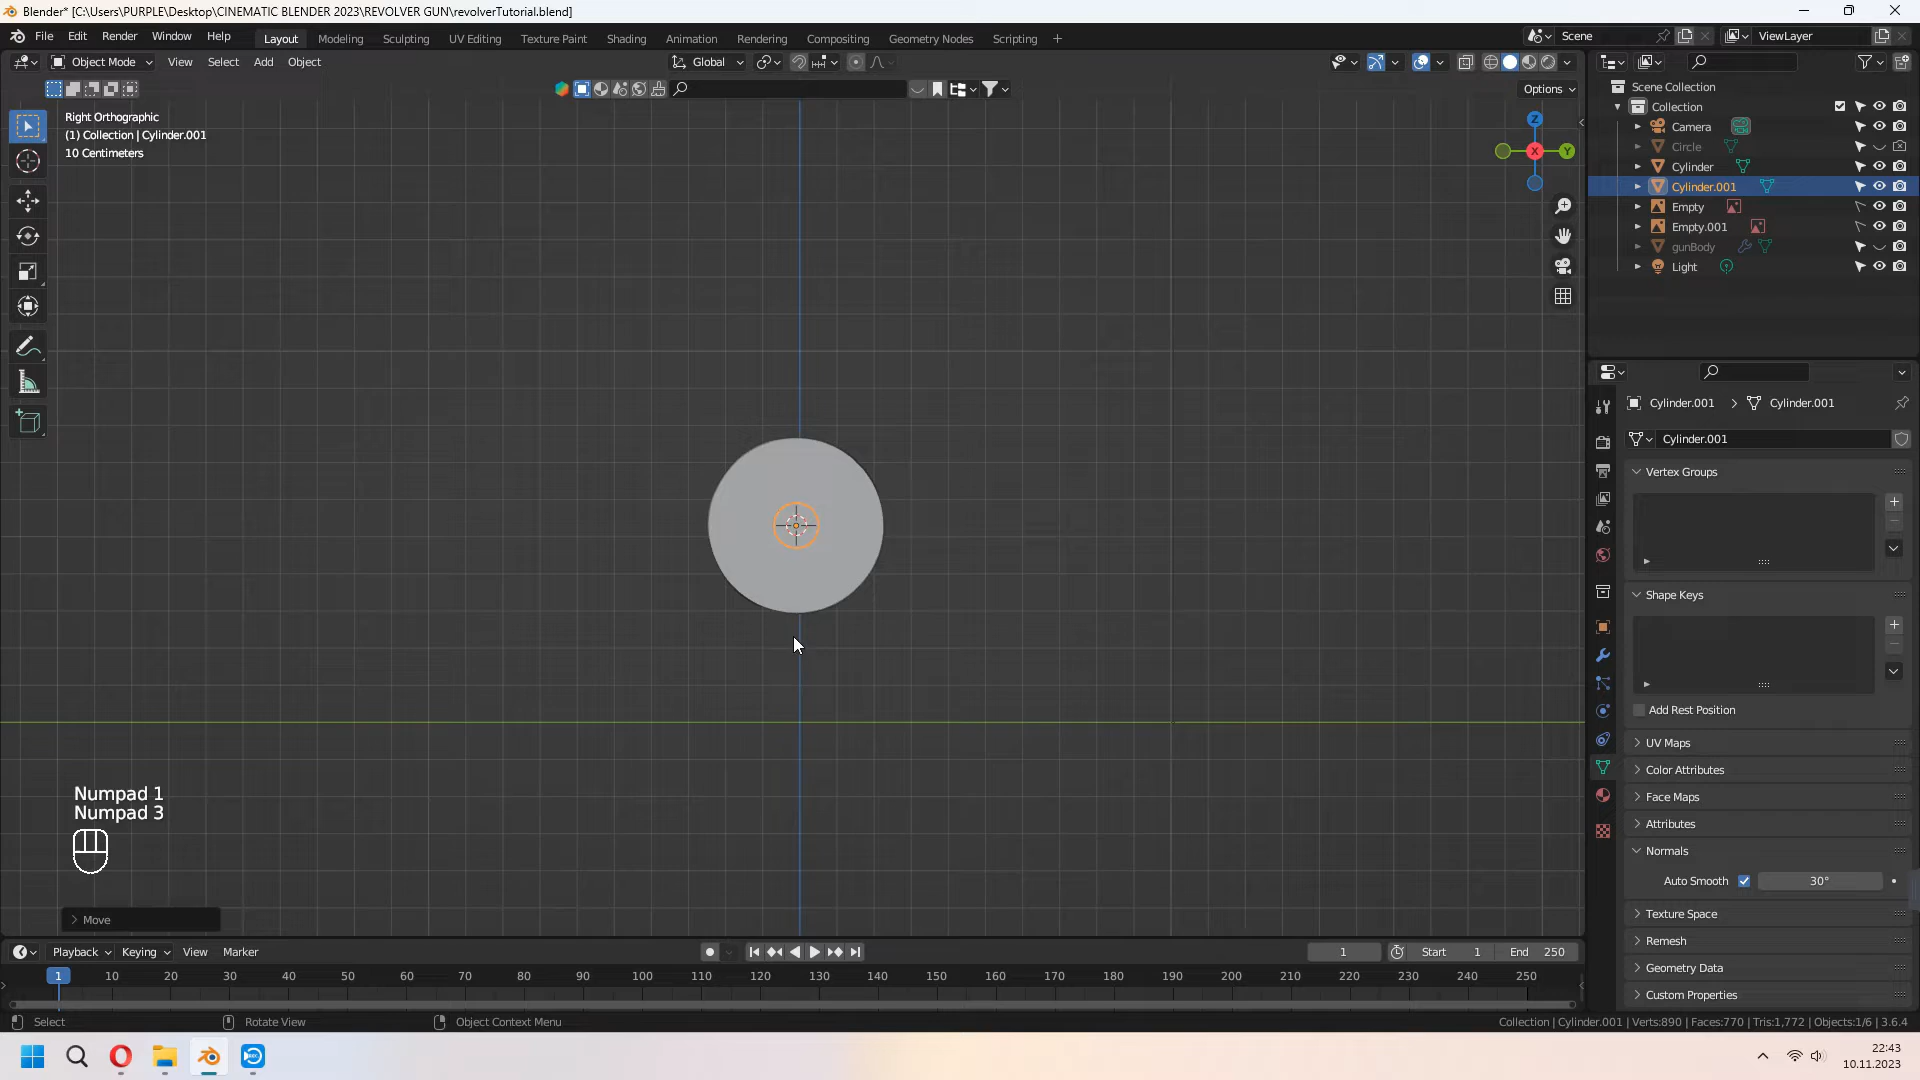 Blender* [C:\Users\PURPLE\Desktop\CINEMATIC BLENDER 2023\REVOLVER GUN\revolverTutorial.blend]
File Edit Render Window Help Layout Modeling Sculpting UV Editing Texture Paint Shading Animation Rendering Compositing Geometry Nodes Scripting + Scene ViewLayer
Object Mode View Select Add Object Global
Options
Right Orthographic
(1) Collection | Cylinder.001
10 Centimeters
Z
X
Y
Scene Collection
Collection
Camera
Circle
Cylinder
Cylinder.001
Empty
Empty.001
gunBody
Light
Cylinder.001 > Cylinder.001
Cylinder.001
Vertex Groups
Shape Keys
Add Rest Position
UV Maps
Color Attributes
Face Maps
Attributes
Normals
Auto Smooth 30°
Texture Space
Remesh
Geometry Data
Custom Properties
Numpad 1
Numpad 3
Move
Playback Keying View Marker 1 Start 1 End 250
1 10 20 30 40 50 60 70 80 90 100 110 120 130 140 150 160 170 180 190 200 210 220 230 240 250
Select Rotate View Object Context Menu Collection | Cylinder.001 | Verts:890 | Faces:770 | Tris:1,772 | Objects:1/6 | 3.6.4
22:43
10.11.2023